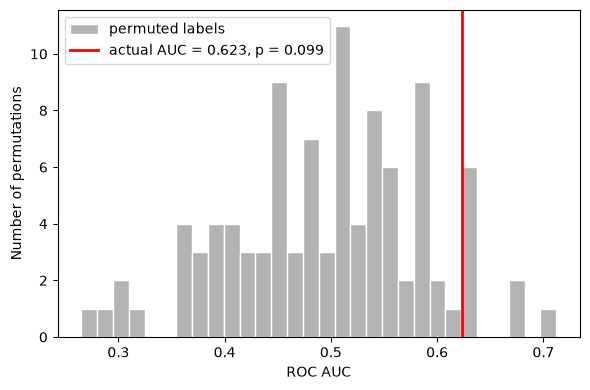 permuted labels
actual AUC = 0.623, p = 0.099
Number of permutations
10
8
6
4
2
0
0.3 0.4 0.5 0.6 0.7
ROC AUC